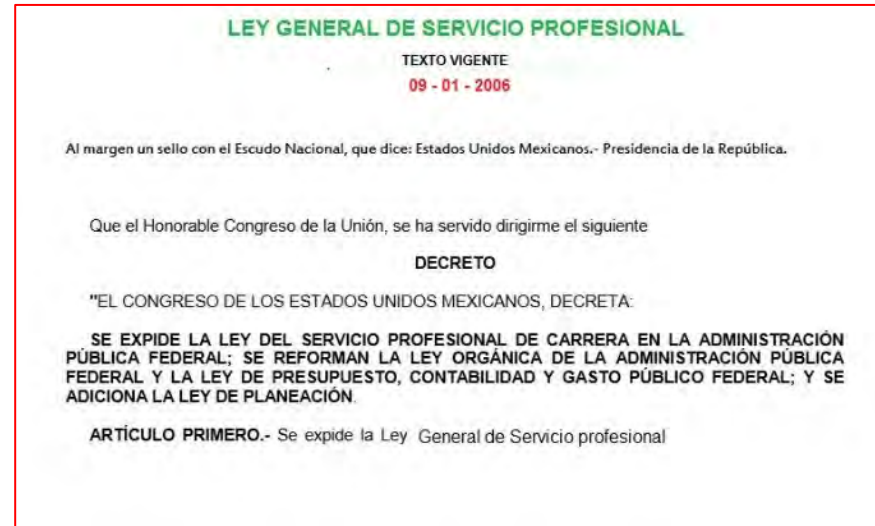 LEY GENERAL DE SERVICIO PROFESIONAL
TEXTO VIGENTE
09 - 01 - 2006
Al margen un sello con el Escudo Nacional, que dice: Estados Unidos Mexicanos.- Presidencia de la República.
Que el Honorable Congreso de la Unión, se ha servido dirigirme el siguiente
DECRETO
"EL CONGRESO DE LOS ESTADOS UNIDOS MEXICANOS, DECRETA:
SE EXPIDE LA LEY DEL SERVICIO PROFESIONAL DE CARRERA EN LA ADMINISTRACIÓN
PÚBLICA FEDERAL; SE REFORMAN LA LEY ORGÁNICA DE LA ADMINISTRACIÓN PÚBLICA
FEDERAL Y LA LEY DE PRESUPUESTO, CONTABILIDAD Y GASTO PÚBLICO FEDERAL; Y SE
ADICIONA LA LEY DE PLANEACIÓN.
ARTÍCULO PRIMERO.- Se expide la Ley General de Servicio profesional